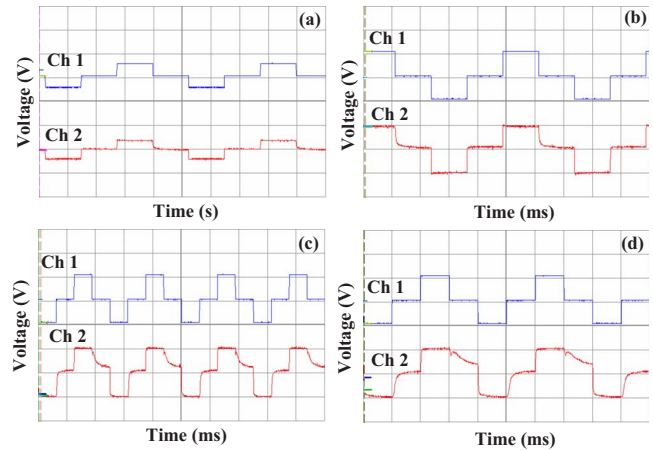 (a)
Ch 1
Ch 2
Voltage (V)
Time (s)
(b)
Ch 1
Ch 2
Voltage (V)
Time (ms)
(c)
Ch 1
Ch 2
Voltage (V)
Time (ms)
(d)
Ch 1
Ch 2
Voltage (V)
Time (ms)